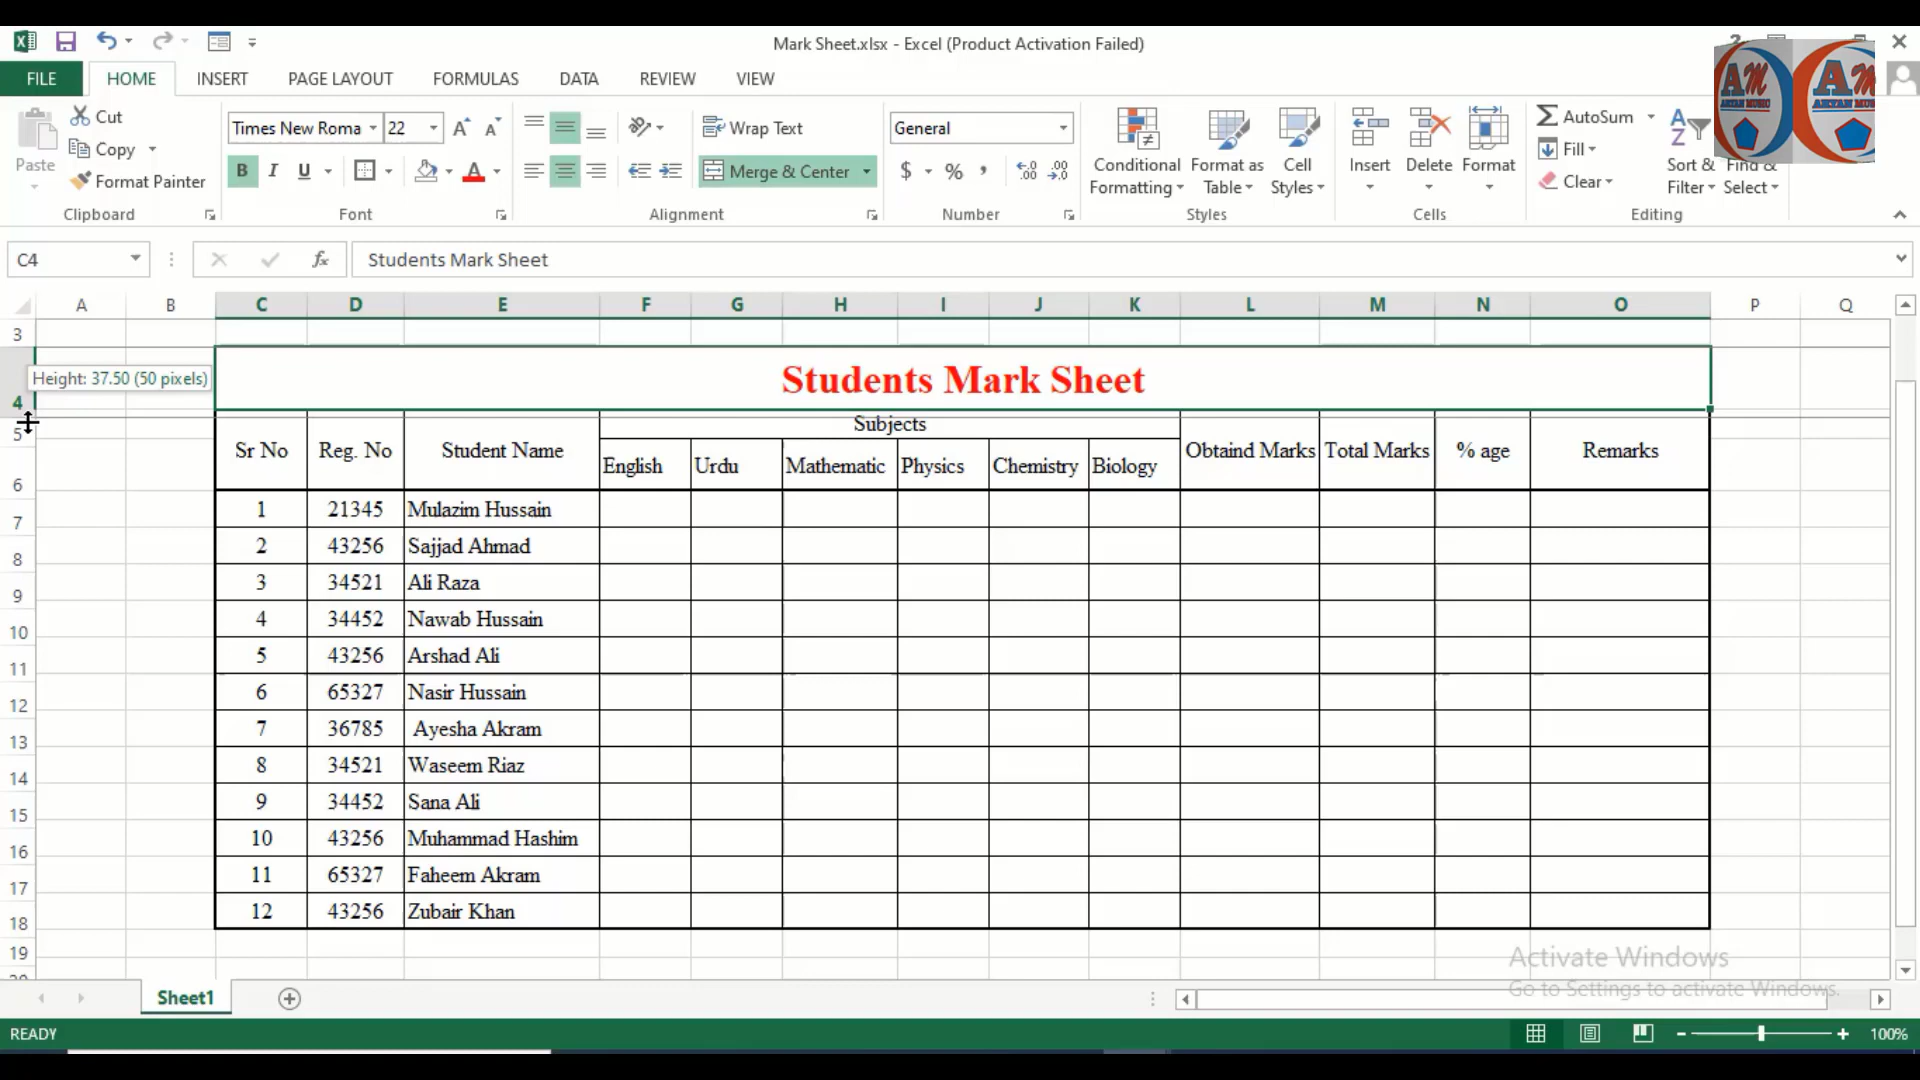 Mark Sheet.xlsx - Excel (Product Activation Failed)
FILE HOME INSERT PAGE LAYOUT FORMULAS DATA REVIEW VIEW
Paste
Cut
Copy
Format Painter
Clipboard
Times New Roma 22
B I U
Font
Wrap Text
Merge & Center
Alignment
General
$ % ,
Number
Conditional Formatting
Format as Table
Cell Styles
Styles
Insert Delete Format
Cells
AutoSum
Fill
Clear
Sort & Filter
Find & Select
Editing
C4 fx Students Mark Sheet
A B C D E F G H I J K L M N O P Q
3
Height: 37.50 (50 pixels)
4 Students Mark Sheet
5 Subjects
Sr No Reg. No Student Name Obtaind Marks Total Marks % age Remarks
6 English Urdu Mathematic Physics Chemistry Biology
7 1 21345 Mulazim Hussain
8 2 43256 Sajjad Ahmad
9 3 34521 Ali Raza
10 4 34452 Nawab Hussain
11 5 43256 Arshad Ali
12 6 65327 Nasir Hussain
13 7 36785 Ayesha Akram
14 8 34521 Waseem Riaz
15 9 34452 Sana Ali
16 10 43256 Muhammad Hashim
17 11 65327 Faheem Akram
18 12 43256 Zubair Khan
19
Activate Windows
Go to Settings to activate Windows.
Sheet1
READY 100%